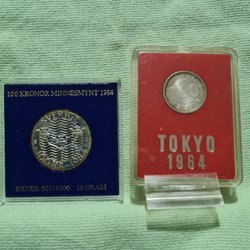 100 KRONOR MINNESMYNT 1984
SVERIGE
SILVER 925/1000 16 GRAM
TOKYO
1964